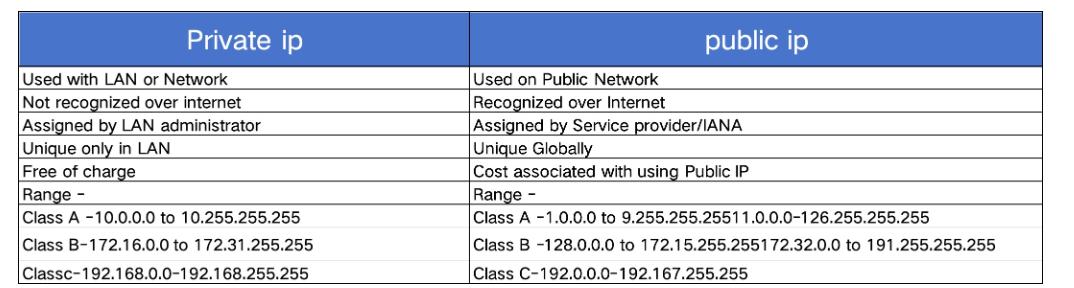 Private ip public ip
Used with LAN or Network Used on Public Network
Not recognized over internet Recognized over Internet
Assigned by LAN administrator Assigned by Service provider/IANA
Unique only in LAN Unique Globally
Free of charge Cost associated with using Public IP
Range - Range -
Class A -10.0.0.0 to 10.255.255.255 Class A -1.0.0.0 to 9.255.255.25511.0.0.0-126.255.255.255
Class B-172.16.0.0 to 172.31.255.255 Class B -128.0.0.0 to 172.15.255.255172.32.0.0 to 191.255.255.255
Classc-192.168.0.0-192.168.255.255 Class C-192.0.0.0-192.167.255.255